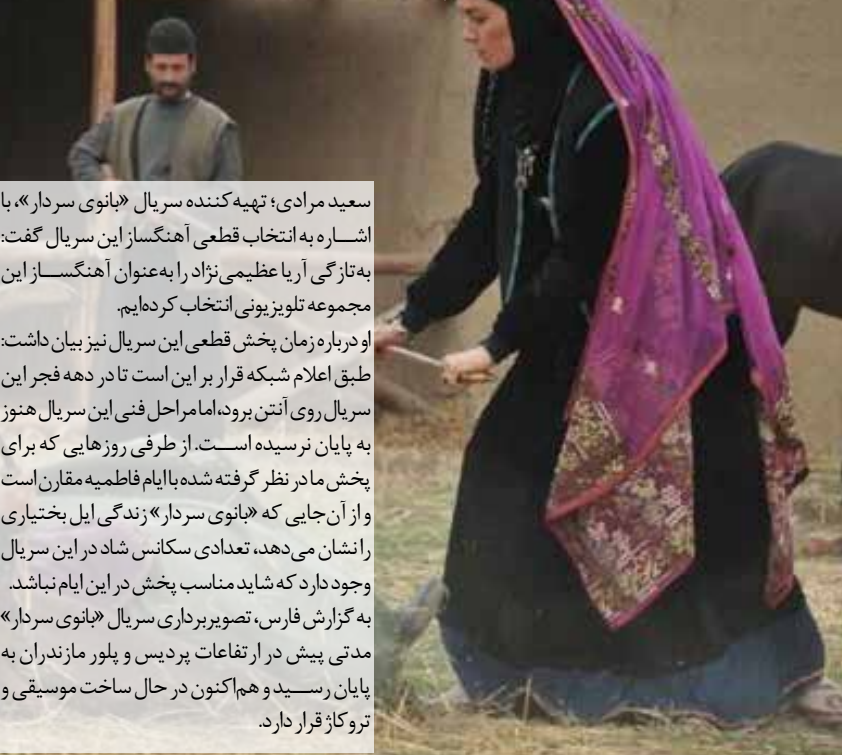 سعید مرادی؛ تهیه‌کننده سریال «بانوی سردار»، با
اشاره به انتخاب قطعی آهنگساز این سریال گفت:
به‌تازگی آریا عظیمی‌نژاد را به‌عنوان آهنگساز این
مجموعه تلویزیونی انتخاب کرده‌ایم.
او درباره زمان پخش قطعی این سریال نیز بیان داشت:
طبق اعلام شبکه قرار بر این است تا در دهه فجر این
سریال روی آنتن برود، اما مراحل فنی این سریال هنوز
به پایان نرسیده است. از طرفی روزهایی که برای
پخش ما در نظر گرفته شده با ایام فاطمیه مقارن است
و از آن‌جایی که «بانوی سردار» زندگی ایل بختیاری
را نشان می‌دهد، تعدادی سکانس شاد در این سریال
وجود دارد که شاید مناسب پخش در این ایام نباشد.
به گزارش فارس، تصویربرداری سریال «بانوی سردار»
مدتی پیش در ارتفاعات پردیس و پلور مازندران به
پایان رسید و هم‌اکنون در حال ساخت موسیقی و
تروکاژ قرار دارد.